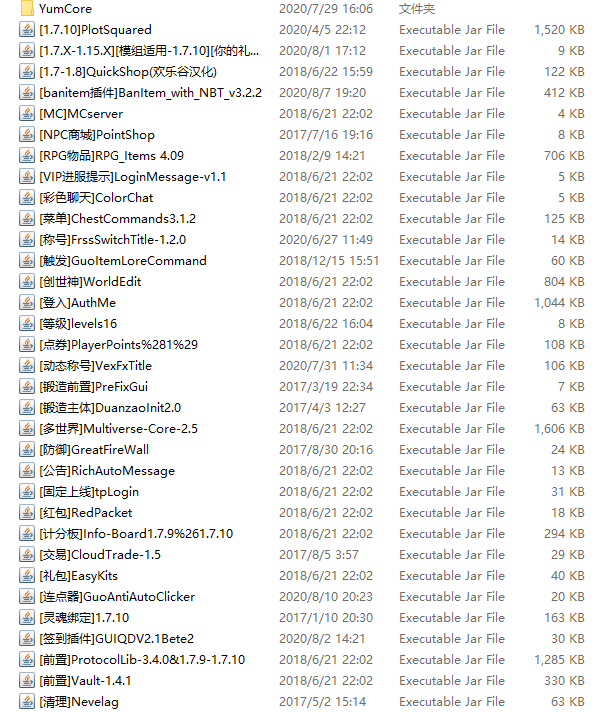 YumCore 2020/7/29 16:06 文件夹
[1.7.10]PlotSquared 2020/4/5 22:12 Executable Jar File 1,520 KB
[1.7.X-1.15.X][模组适用-1.7.10][你的礼... 2020/8/1 17:12 Executable Jar File 9 KB
[1.7-1.8]QuickShop(欢乐谷汉化) 2018/6/22 15:59 Executable Jar File 122 KB
[banitem插件]BanItem_with_NBT_v3.2.2 2020/8/7 19:20 Executable Jar File 412 KB
[MC]MCserver 2018/6/21 22:02 Executable Jar File 4 KB
[NPC商城]PointShop 2017/7/16 19:16 Executable Jar File 8 KB
[RPG物品]RPG_Items 4.09 2018/2/9 14:21 Executable Jar File 706 KB
[VIP进服提示]LoginMessage-v1.1 2018/6/21 22:02 Executable Jar File 5 KB
[彩色聊天]ColorChat 2018/6/21 22:02 Executable Jar File 5 KB
[菜单]ChestCommands3.1.2 2018/6/21 22:02 Executable Jar File 125 KB
[称号]FrssSwitchTitle-1.2.0 2020/6/27 11:49 Executable Jar File 14 KB
[触发]GuoItemLoreCommand 2018/12/15 15:51 Executable Jar File 60 KB
[创世神]WorldEdit 2018/6/21 22:02 Executable Jar File 804 KB
[登入]AuthMe 2018/6/21 22:02 Executable Jar File 1,044 KB
[等级]levels16 2018/6/22 16:04 Executable Jar File 8 KB
[点券]PlayerPoints%281%29 2018/6/21 22:02 Executable Jar File 108 KB
[动态称号]VexFxTitle 2020/7/31 11:34 Executable Jar File 106 KB
[锻造前置]PreFixGui 2017/3/19 22:34 Executable Jar File 7 KB
[锻造主体]DuanzaoInit2.0 2017/4/3 12:27 Executable Jar File 63 KB
[多世界]Multiverse-Core-2.5 2018/6/21 22:02 Executable Jar File 1,606 KB
[防御]GreatFireWall 2017/8/30 20:16 Executable Jar File 24 KB
[公告]RichAutoMessage 2018/6/21 22:02 Executable Jar File 13 KB
[固定上线]tpLogin 2018/6/21 22:02 Executable Jar File 31 KB
[红包]RedPacket 2018/6/21 22:02 Executable Jar File 18 KB
[计分板]Info-Board1.7.9%261.7.10 2018/6/21 22:02 Executable Jar File 294 KB
[交易]CloudTrade-1.5 2017/8/5 3:57 Executable Jar File 29 KB
[礼包]EasyKits 2018/6/21 22:02 Executable Jar File 40 KB
[连点器]GuoAntiAutoClicker 2020/8/10 20:23 Executable Jar File 20 KB
[灵魂绑定]1.7.10 2017/1/10 20:30 Executable Jar File 163 KB
[签到插件]GUIQDV2.1Bete2 2020/8/2 14:21 Executable Jar File 30 KB
[前置]ProtocolLib-3.4.0&1.7.9-1.7.10 2018/6/21 22:02 Executable Jar File 1,285 KB
[前置]Vault-1.4.1 2018/6/21 22:02 Executable Jar File 330 KB
[清理]Nevelag 2017/5/2 15:14 Executable Jar File 63 KB